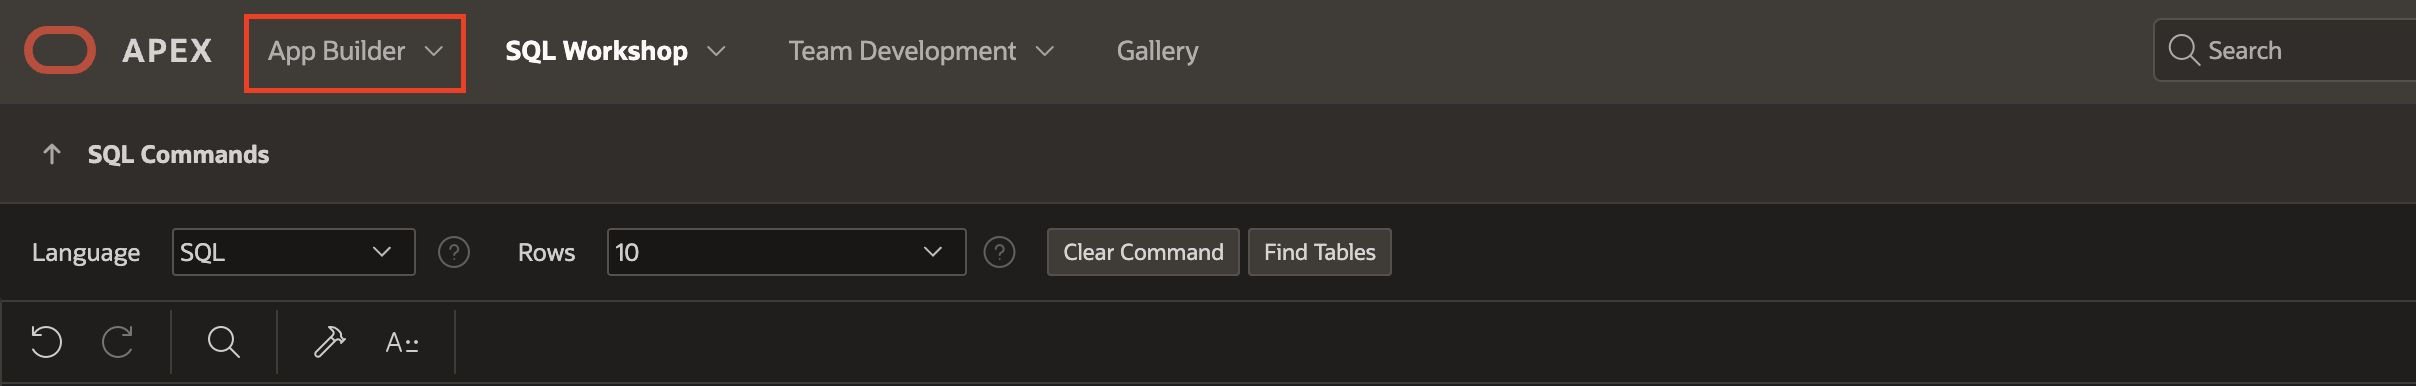 APEX App Builder SQL Workshop Team Development Gallery Search
SQL Commands
Language SQL ? Rows 10 ? Clear Command Find Tables
A::